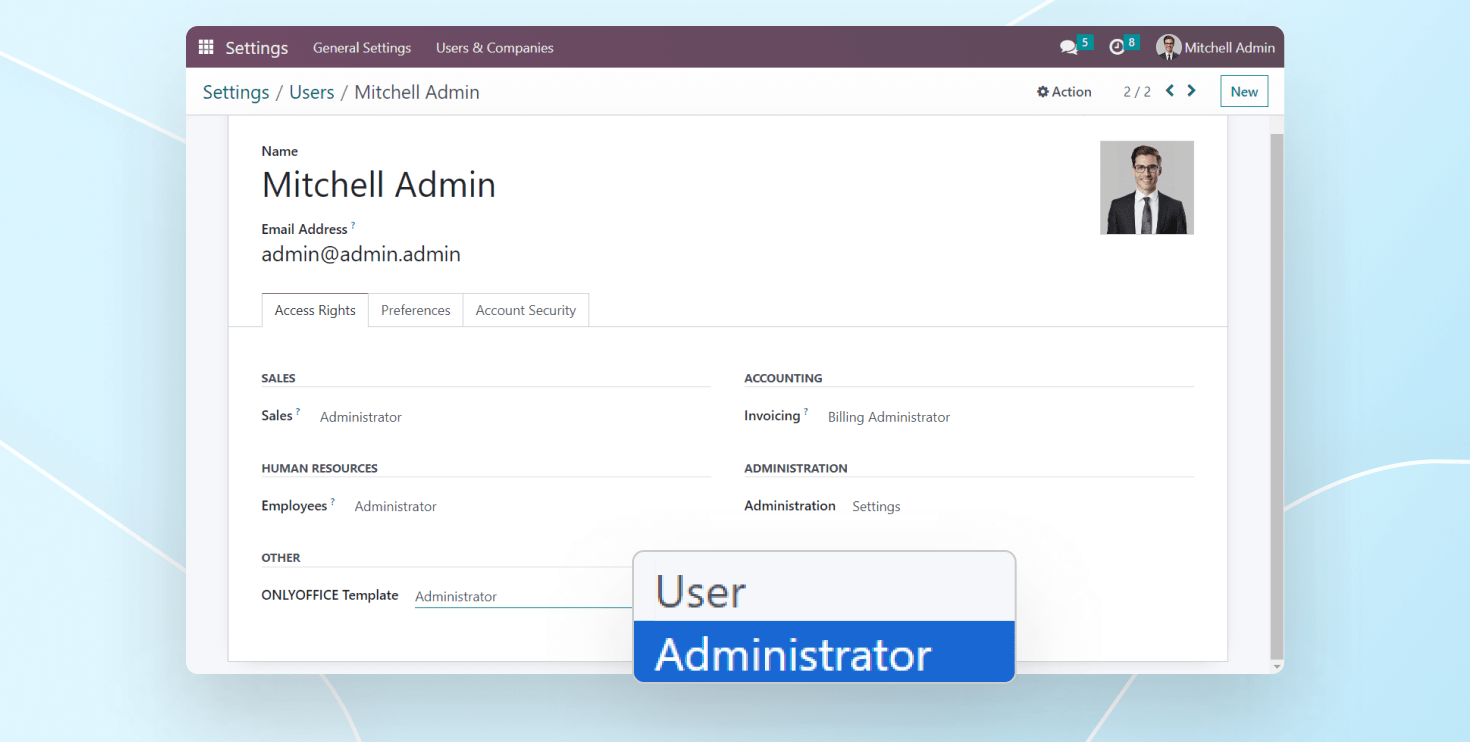 Settings General Settings Users & Companies 5 8 Mitchell Admin
Settings / Users / Mitchell Admin Action 2 / 2 New
Name
Mitchell Admin
Email Address ?
admin@admin.admin
Access Rights Preferences Account Security
SALES ACCOUNTING
Sales ? Administrator Invoicing ? Billing Administrator
HUMAN RESOURCES ADMINISTRATION
Employees ? Administrator Administration Settings
OTHER
ONLYOFFICE Template Administrator
User
Administrator